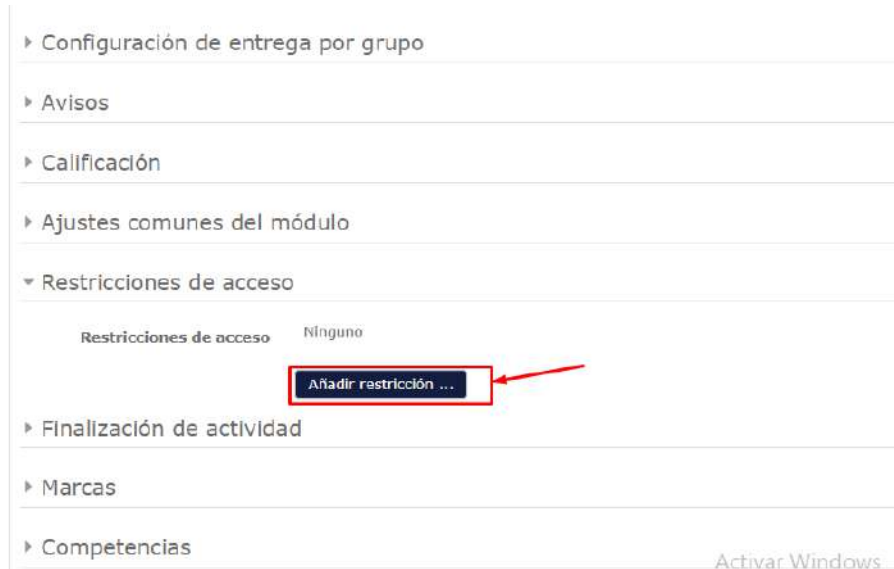 Configuración de entrega por grupo
Avisos
Calificación
Ajustes comunes del módulo
Restricciones de acceso
Restricciones de acceso Ninguno
Añadir restricción ...
Finalización de actividad
Marcas
Competencias
Activar Windows